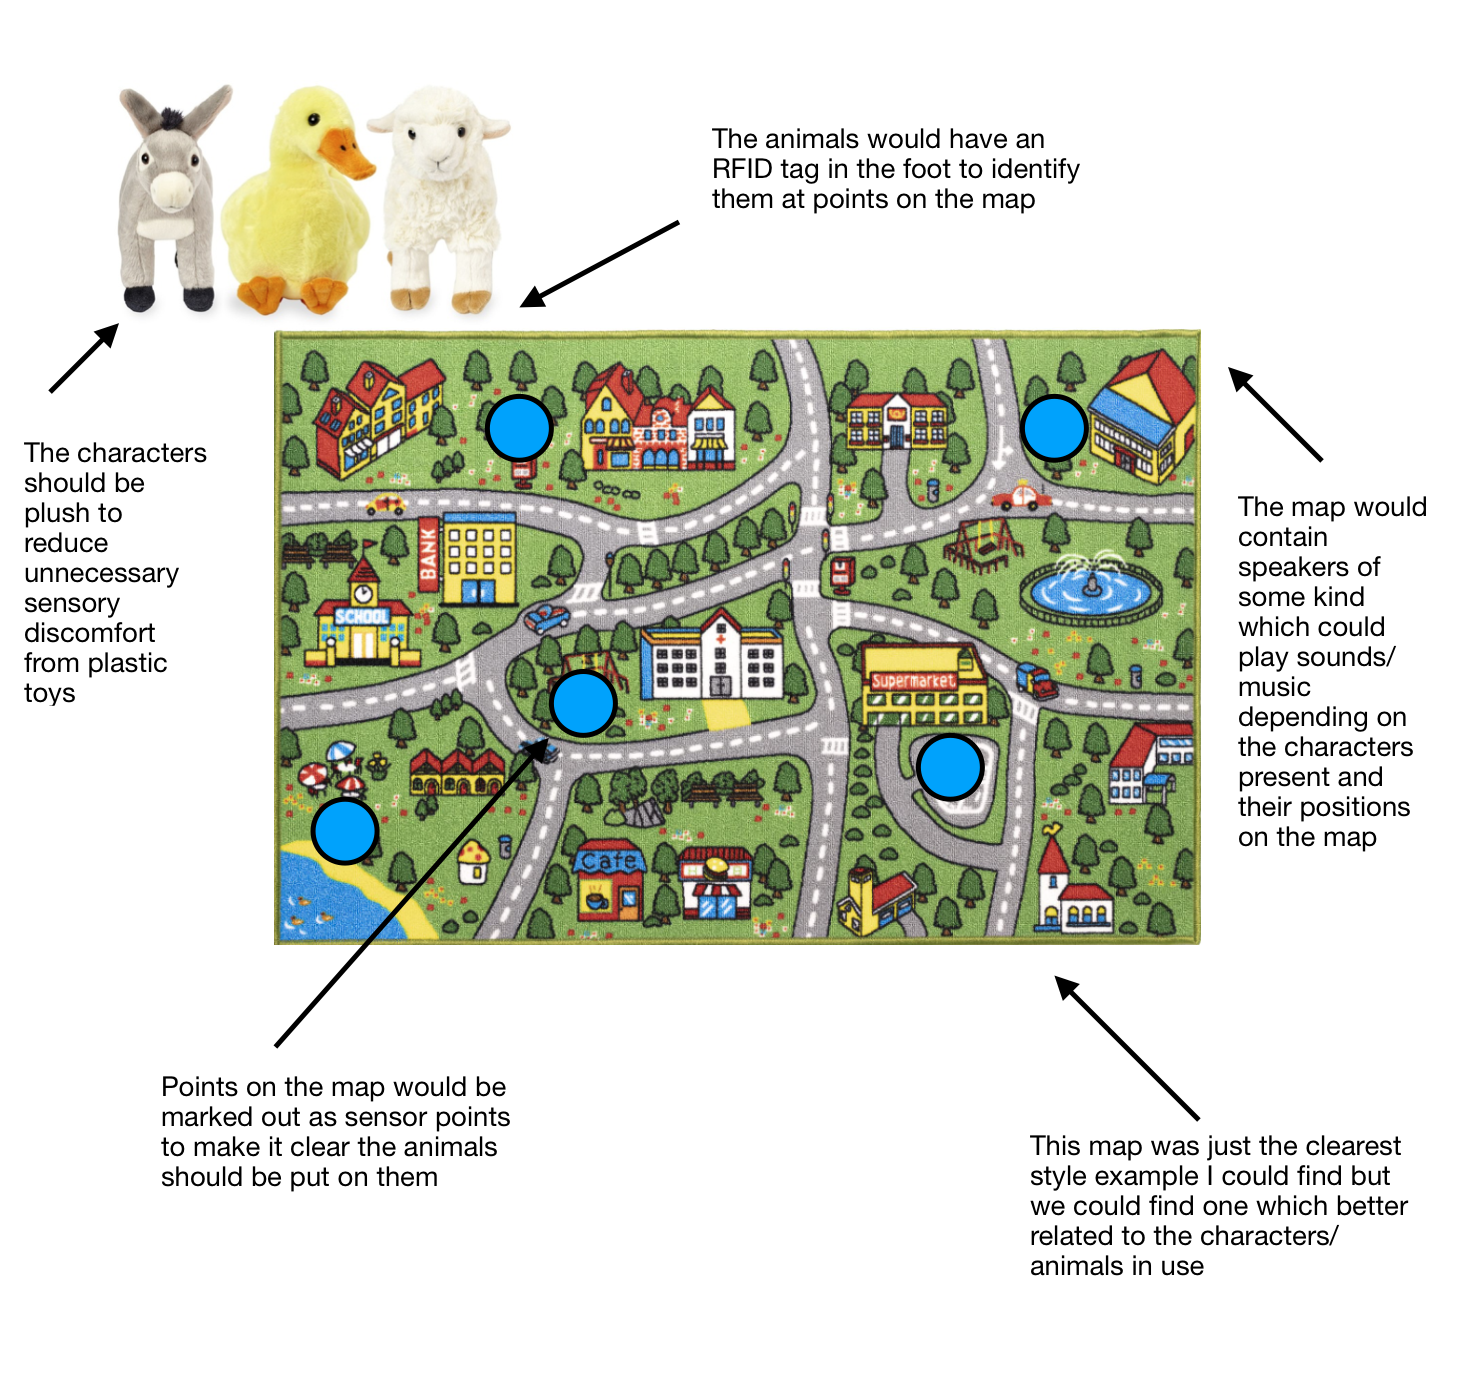 The animals would have an
RFID tag in the foot to identify
them at points on the map
The characters
should be
plush to
reduce
unnecessary
sensory
discomfort
from plastic
toys
The map would
contain
speakers of
some kind
which could
play sounds/
music
depending on
the characters
present and
their positions
on the map
BANK
SCHOOL
Supermarket
Cafe
Points on the map would be
marked out as sensor points
to make it clear the animals
should be put on them
This map was just the clearest
style example I could find but
we could find one which better
related to the characters/
animals in use